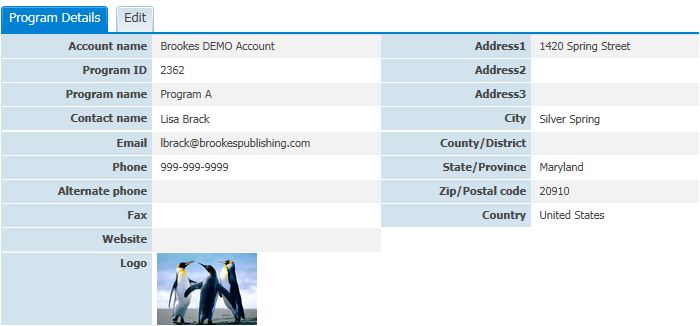 Program Details Edit
Account name Brookes DEMO Account Address1 1420 Spring Street
Program ID 2362 Address2
Program name Program A Address3
Contact name Lisa Brack City Silver Spring
Email lbrack@brookespublishing.com County/District
Phone 999-999-9999 State/Province Maryland
Alternate phone Zip/Postal code 20910
Fax Country United States
Website
Logo